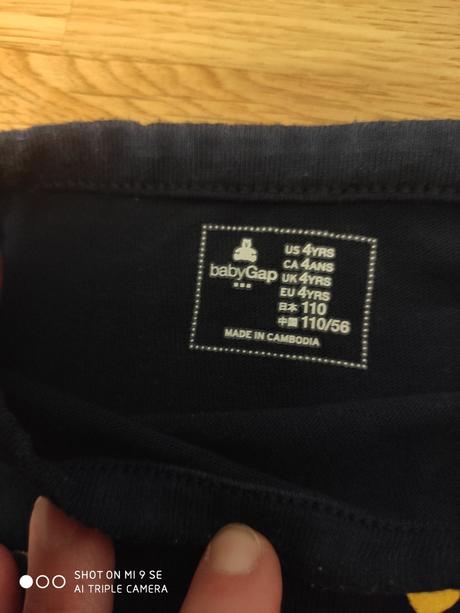 babyGap
US 4YRS
CA 4ANS
UK 4YRS
EU 4YRS
日本 110
中國 110/56
MADE IN CAMBODIA
SHOT ON MI 9 SE
AI TRIPLE CAMERA